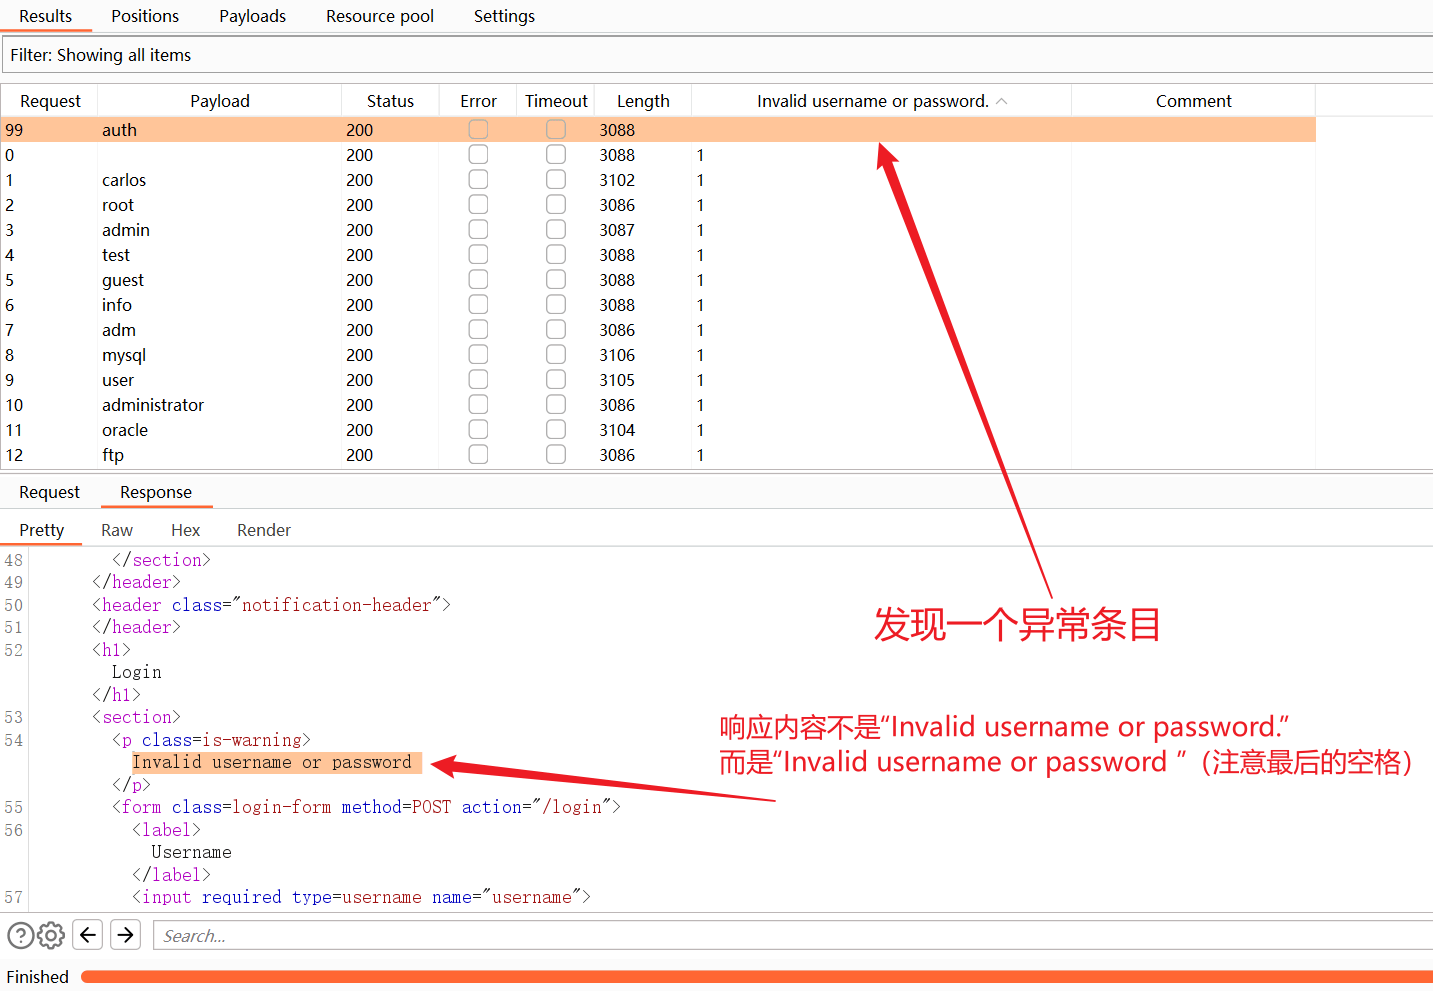 Results Positions Payloads Resource pool Settings
Filter: Showing all items
Request Payload Status Error Timeout Length Invalid username or password. Comment
99 auth 200 3088
0 200 3088 1
1 carlos 200 3102 1
2 root 200 3086 1
3 admin 200 3087 1
4 test 200 3088 1
5 guest 200 3088 1
6 info 200 3088 1
7 adm 200 3086 1
8 mysql 200 3106 1
9 user 200 3105 1
10 administrator 200 3086 1
11 oracle 200 3104 1
12 ftp 200 3086 1
Request Response
Pretty Raw Hex Render
48 </section>
49 </header>
50 <header class="notification-header">
51 </header>
52 <h1>
Login
</h1>
53 <section>
54 <p class=is-warning>
Invalid username or password
</p>
55 <form class=login-form method=POST action="/login">
56 <label>
Username
</label>
57 <input required type=username name="username">
发现一个异常条目
响应内容不是“Invalid username or password.”
而是“Invalid username or password ”（注意最后的空格）
Search...
Finished